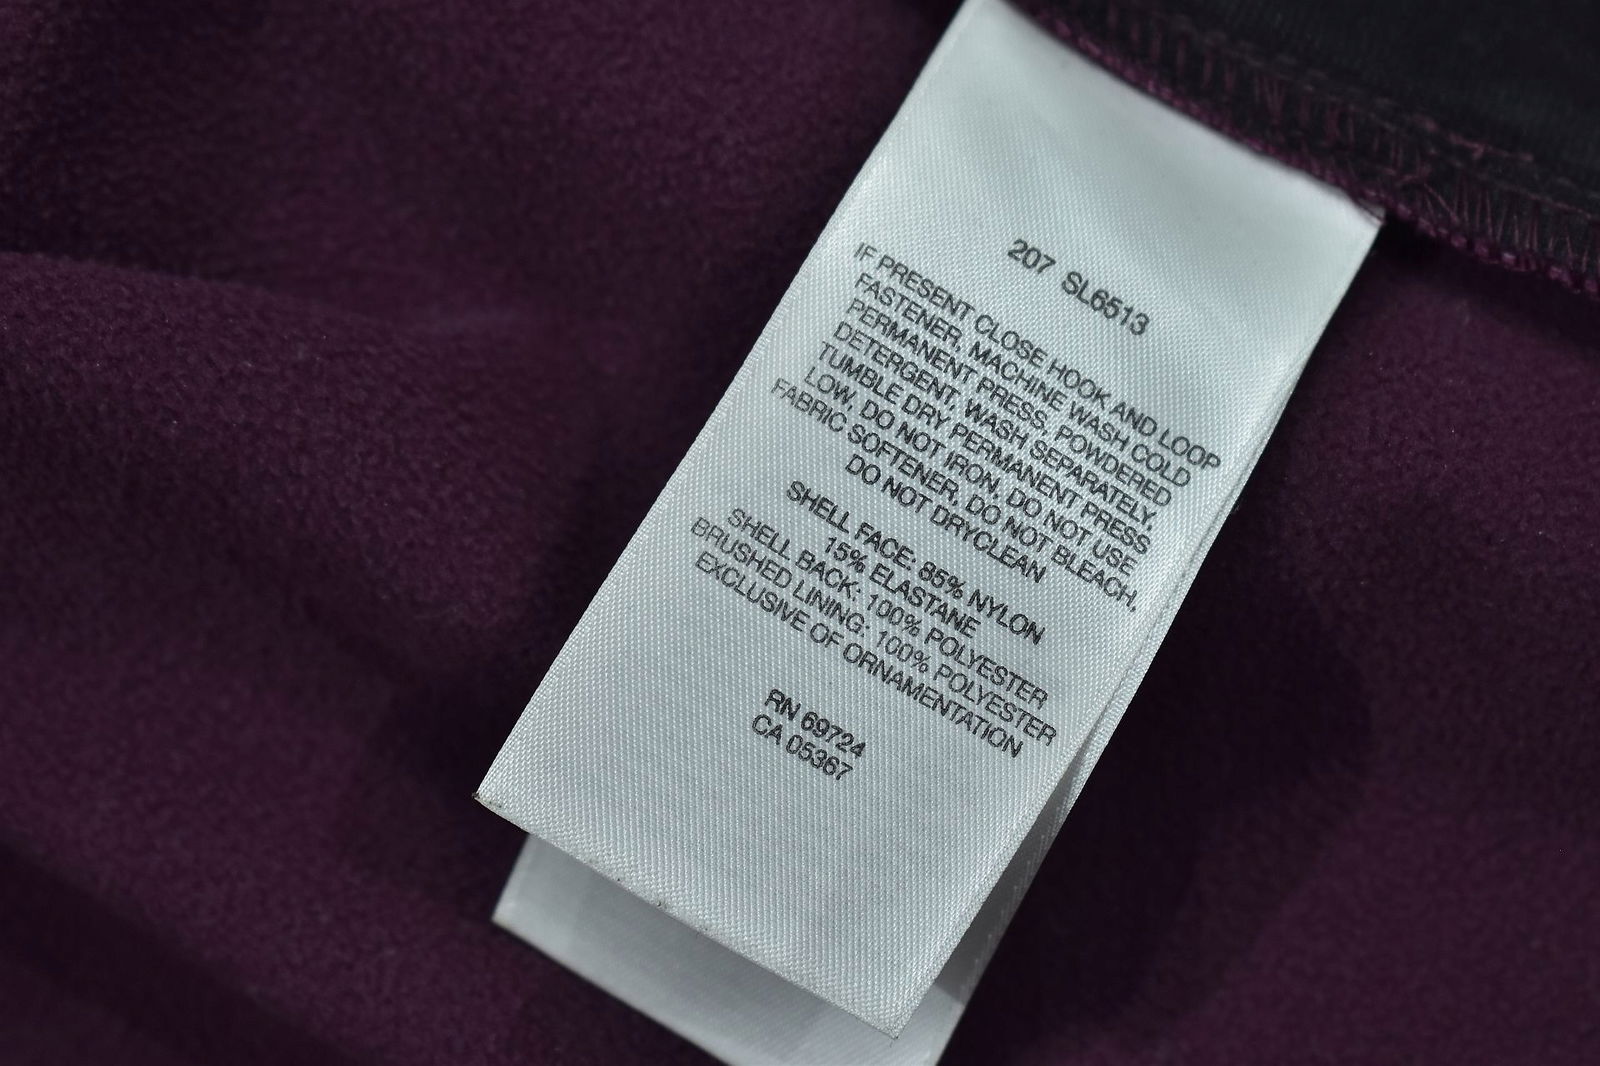 207 SL6513
IF PRESENT CLOSE HOOK AND LOOP
FASTENER, MACHINE WASH COLD
PERMANENT PRESS, POWDERED
DETERGENT, WASH SEPARATELY,
TUMBLE DRY PERMANENT PRESS
LOW, DO NOT IRON, DO NOT USE
FABRIC SOFTENER, DO NOT BLEACH,
DO NOT DRYCLEAN
SHELL FACE: 85% NYLON
15% ELASTANE
SHELL BACK: 100% POLYESTER
BRUSHED LINING: 100% POLYESTER
EXCLUSIVE OF ORNAMENTATION
RN 69724
CA 05367